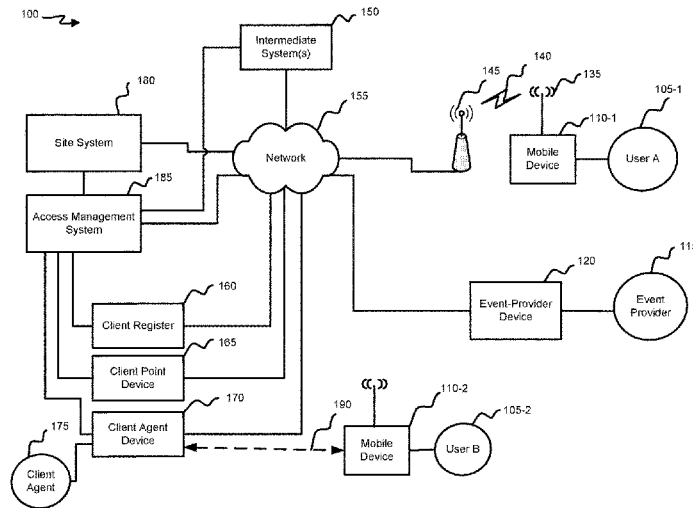 100
150
Intermediate
System(s)
180
Site System
185
Access Management
System
155
Network
145
140
135
110-1
Mobile
Device
105-1
User A
120
Event-Provider
Device
Event
Provider
160
Client Register
165
Client Point
Device
170
Client Agent
Device
175
Client
Agent
190
110-2
Mobile
Device
105-2
User B